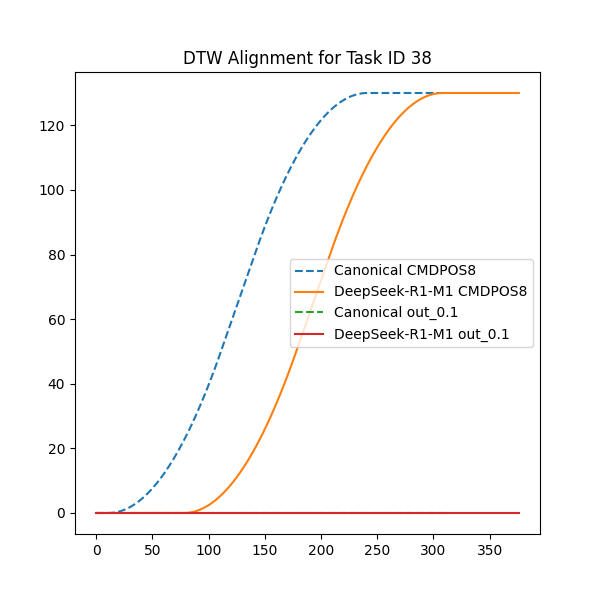 DTW Alignment for Task ID 38
120
100
80
60
40
20
0
Canonical CMDPOS8
DeepSeek-R1-M1 CMDPOS8
Canonical out_0.1
DeepSeek-R1-M1 out_0.1
0 50 100 150 200 250 300 350